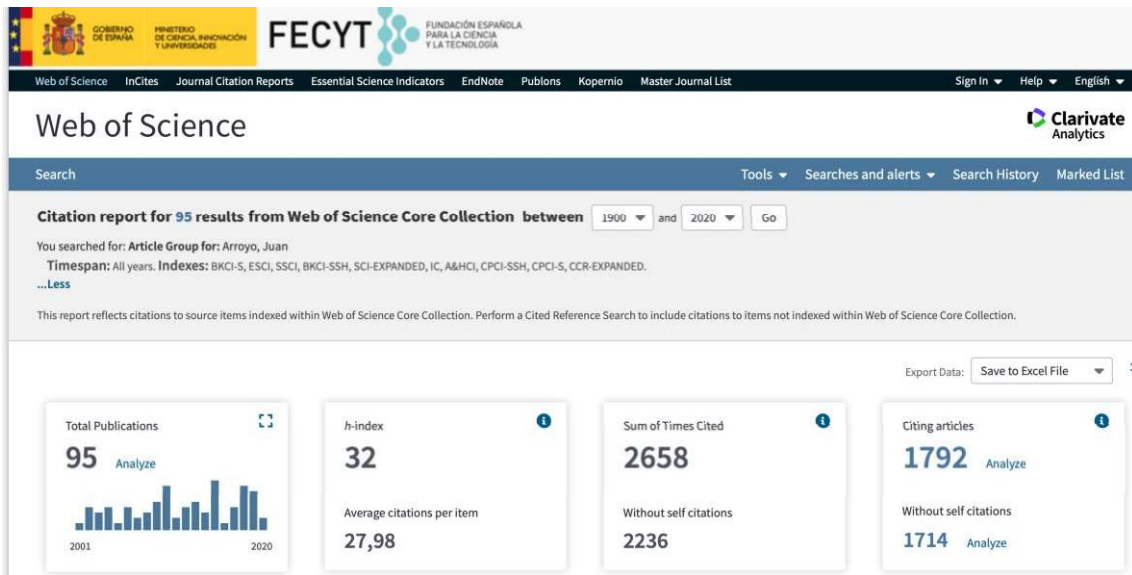 GOBIERNO DE ESPAÑA
MINISTERIO DE CIENCIA, INNOVACIÓN Y UNIVERSIDADES
FECYT
FUNDACIÓN ESPAÑOLA
PARA LA CIENCIA
Y LA TECNOLOGÍA
Web of Science InCites Journal Citation Reports Essential Science Indicators EndNote Publons Kopernio Master Journal List Sign In Help English
Web of Science
Clarivate
Analytics
Search Tools Searches and alerts Search History Marked List
Citation report for 95 results from Web of Science Core Collection between 1900 and 2020 Go
You searched for: Article Group for: Arroyo, Juan
Timespan: All years. Indexes: BKCI-S, ESCI, SSCI, BKCI-SSH, SCI-EXPANDED, IC, A&HCI, CPCI-SSH, CPCI-S, CCR-EXPANDED.
...Less
This report reflects citations to source items indexed within Web of Science Core Collection. Perform a Cited Reference Search to include citations to items not indexed within Web of Science Core Collection.
Export Data: Save to Excel File
Total Publications
95 Analyze
2001 2020
h-index
32
Average citations per item
27,98
Sum of Times Cited
2658
Without self citations
2236
Citing articles
1792 Analyze
Without self citations
1714 Analyze